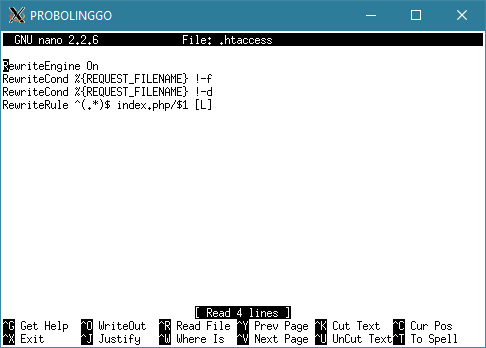 PROBOLINGGO
GNU nano 2.2.6 File: .htaccess
RewriteEngine On
RewriteCond %{REQUEST_FILENAME} !-f
RewriteCond %{REQUEST_FILENAME} !-d
RewriteRule ^(.*)$ index.php/$1 [L]
[ Read 4 lines ]
^G Get Help ^O WriteOut ^R Read File ^Y Prev Page ^K Cut Text ^C Cur Pos
^X Exit ^J Justify ^W Where Is ^V Next Page ^U UnCut Text ^T To Spell